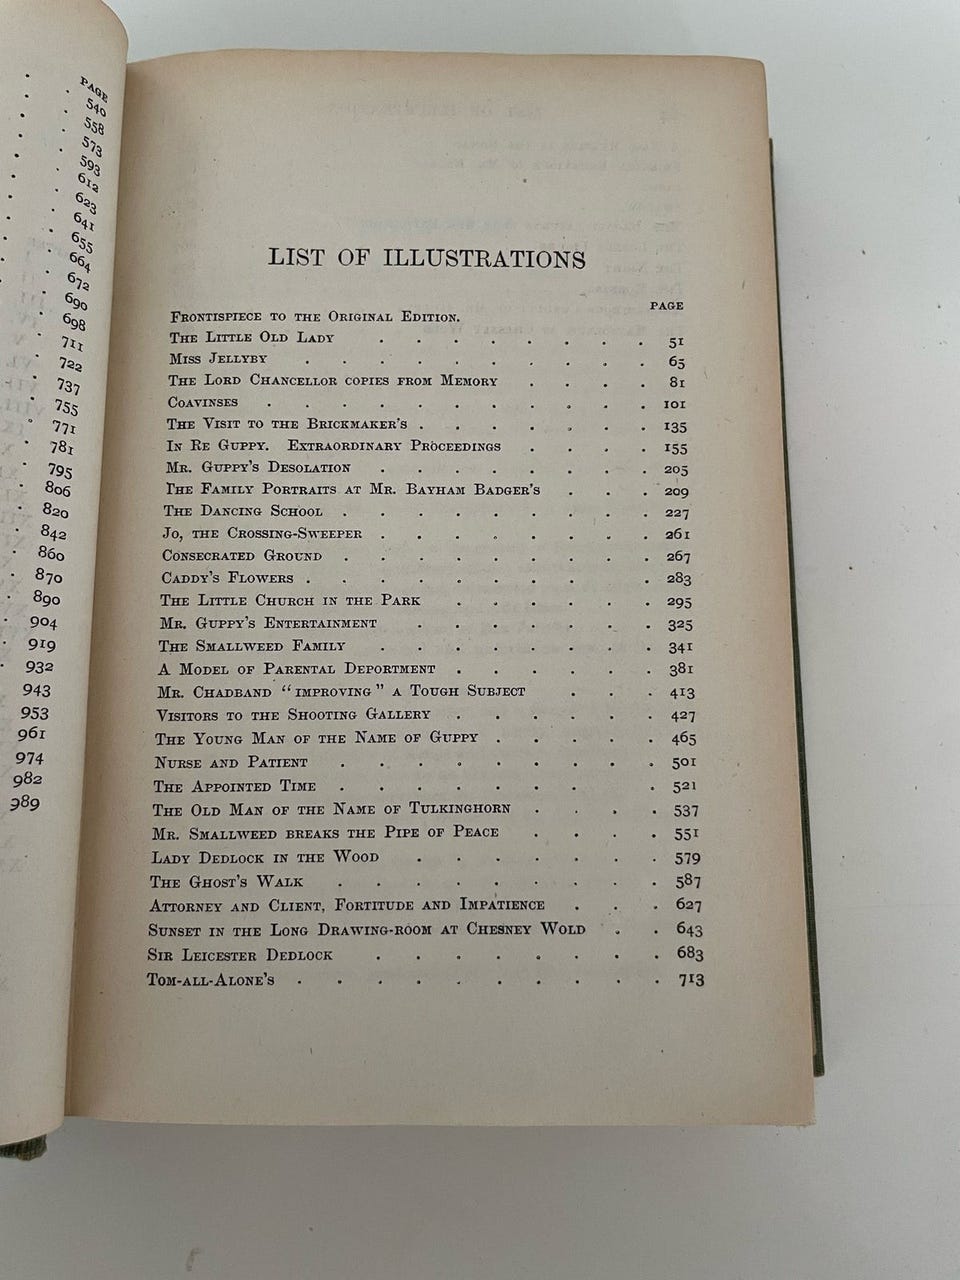 PAGE
540
558
573
593
612
623
641
655
664
672
690
698
711
722
737
755
771
781
795
806
820
842
860
870
890
904
919
932
943
953
961
974
982
989
LIST OF ILLUSTRATIONS
PAGE
Frontispiece to the Original Edition.
The Little Old Lady . . . . . . . 51
Miss Jellyby . . . . . . . . 65
The Lord Chancellor copies from Memory . . . 81
Coavinses . . . . . . . . . . 101
The Visit to the Brickmaker's . . . . . . 135
In Re Guppy. Extraordinary Proceedings . . . 155
Mr. Guppy's Desolation . . . . . . . 205
The Family Portraits at Mr. Bayham Badger's . . . 209
The Dancing School . . . . . . . . 227
Jo, the Crossing-Sweeper . . . . . . . 261
Consecrated Ground . . . . . . . . 267
Caddy's Flowers . . . . . . . . 283
The Little Church in the Park . . . . . . 295
Mr. Guppy's Entertainment . . . . . . 325
The Smallweed Family . . . . . . . 341
A Model of Parental Deportment . . . . . . 381
Mr. Chadband "improving" a Tough Subject . . . 413
Visitors to the Shooting Gallery . . . . . . 427
The Young Man of the Name of Guppy . . . . . 465
Nurse and Patient . . . . . . . . . 501
The Appointed Time . . . . . . . . 521
The Old Man of the Name of Tulkinghorn . . . . 537
Mr. Smallweed breaks the Pipe of Peace . . . . 551
Lady Dedlock in the Wood . . . . . . . 579
The Ghost's Walk . . . . . . . . . 587
Attorney and Client, Fortitude and Impatience . . . 627
Sunset in the Long Drawing-room at Chesney Wold . . 643
Sir Leicester Dedlock . . . . . . . . 683
Tom-all-Alone's . . . . . . . . . . 713